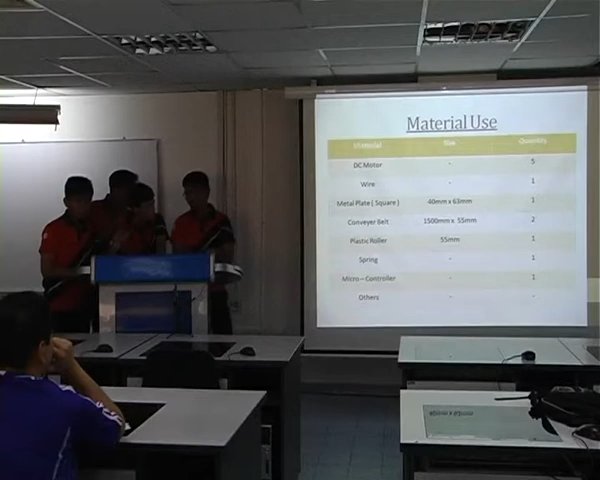 Material Use
Material Size Quantity
DC Motor - 5
Wire - 1
Metal Plate ( Square ) 40mm x 63mm 1
Conveyer Belt 1500mm x 55mm 2
Plastic Roller 55mm 1
Spring - 1
Micro – Controller - 1
Others - -